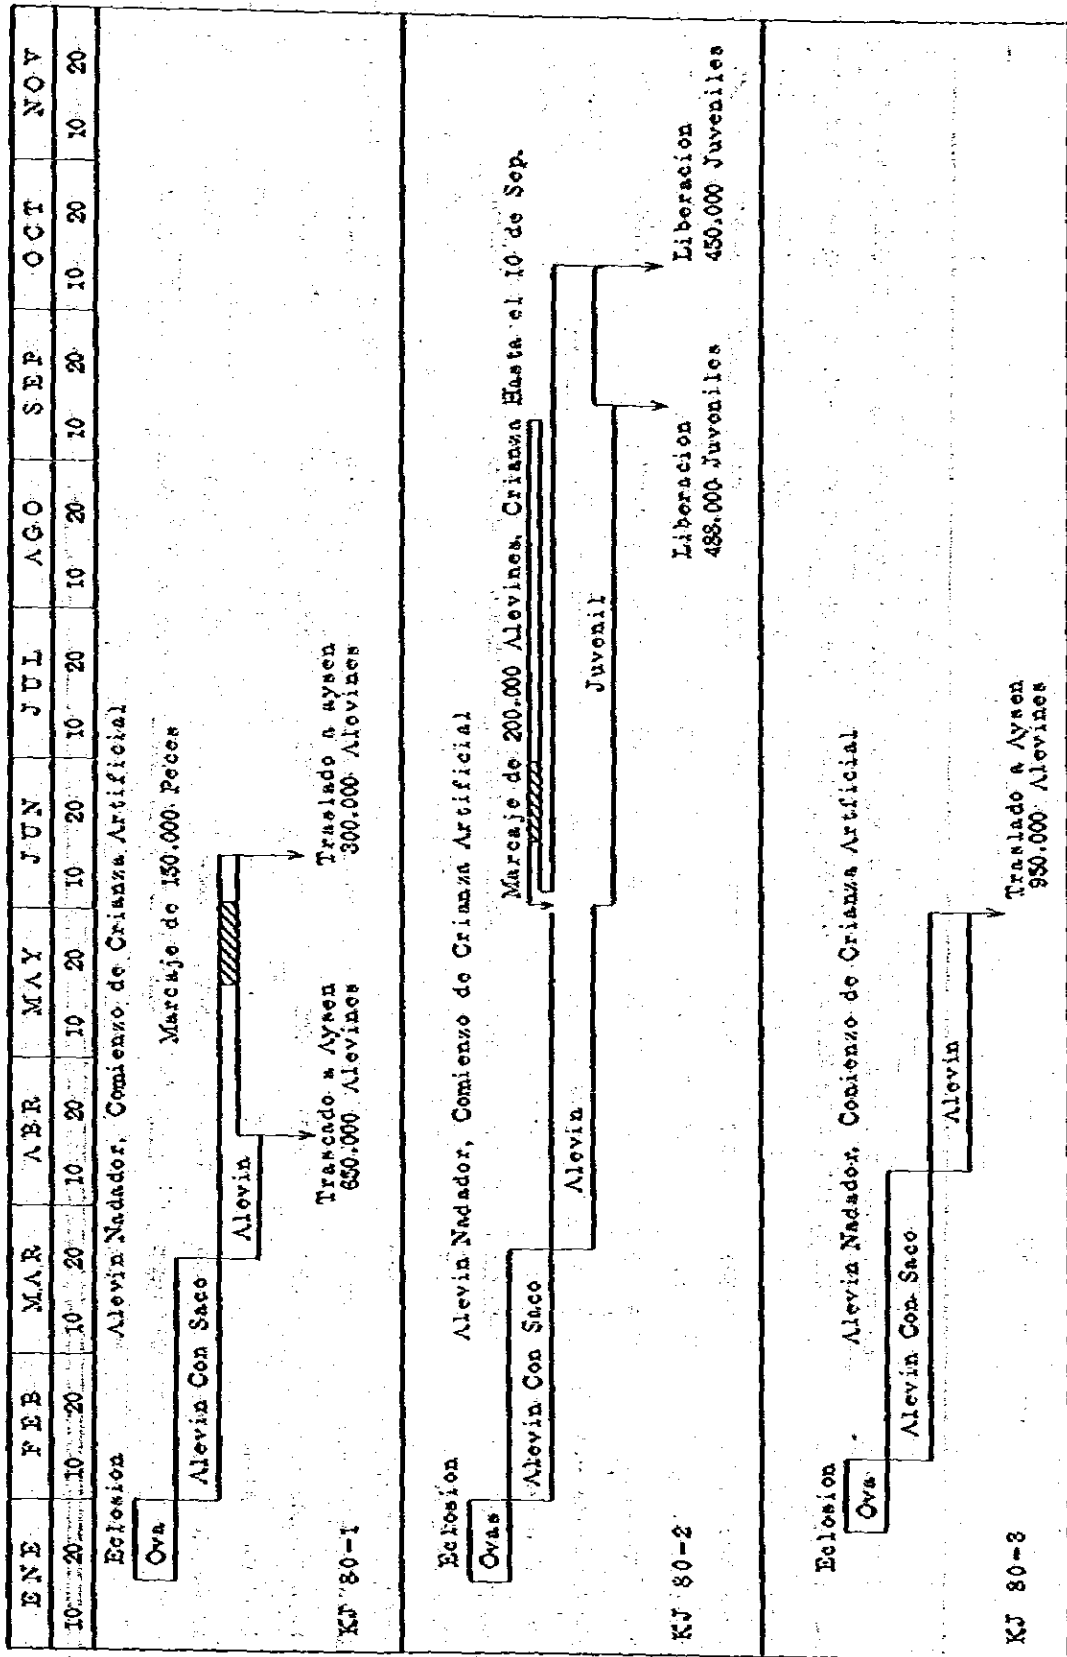 ENE FEB MAR ABR MAY JUN JUL AGO SEP OCT NOV
10 20 10 20 10 20 10 20 10 20 10 20 10 20 10 20 10 20 10 20 10 20
Eclosion
Alevin Nadador, Comienzo de Crianza Artificial
Ova
Marcaje de 150.000 Peces
Alevin Con Saco
Alevin
Trascado a Aysen
650.000 Alevines
Traslado a aysen
300.000 Alevines
KJ 80-1
Eclosion
Alevin Nadador, Comienzo de Crianza Artificial
Ovas
Marcaje de 200.000 Alevines, Crianza Hasta el 10 de Sep.
Alevin Con Saco
Alevin
Juvenil
Liberacion
488.000 Juveniles
Liberacion
450.000 Juveniles
KJ 80-2
Eclosion
Alevin Nadador, Conienzo de Crianza Artificial
Ova
Alevin Con Saco
Alevin
Traslado a Aysen
950.000 Alevines
KJ 80-3